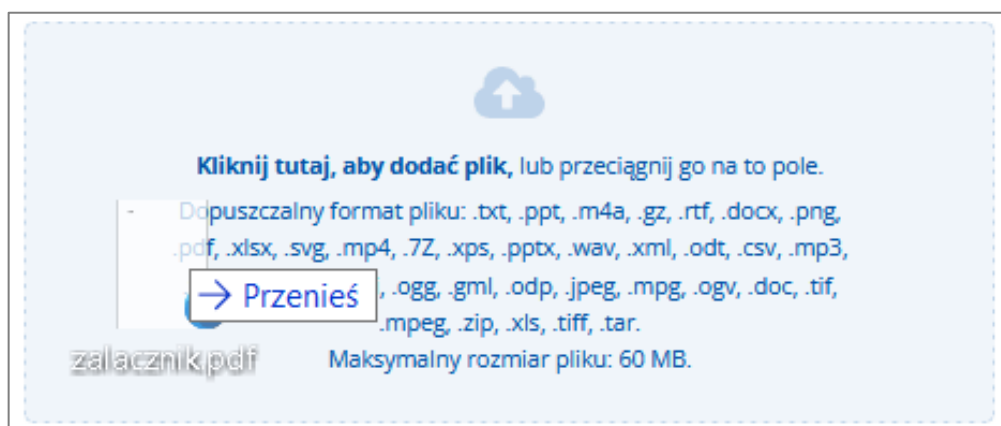 Kliknij tutaj, aby dodać plik, lub przeciągnij go na to pole.
Dopuszczalny format pliku: .txt, .ppt, .m4a, .gz, .rtf, .docx, .png,
.pdf, .xlsx, .svg, .mp4, .7Z, .xps, .pptx, .wav, .xml, .odt, .csv, .mp3,
→ Przenieś
, .ogg, .gml, .odp, .jpeg, .mpg, .ogv, .doc, .tif,
.mpeg, .zip, .xls, .tiff, .tar.
zalacznik.pdf
Maksymalny rozmiar pliku: 60 MB.